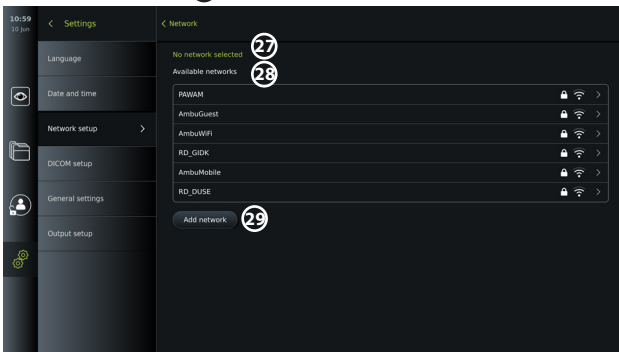 10:59
10 Jun
Settings
Network
Language
Date and time
Network setup
DICOM setup
General settings
Output setup
No network selected 27
Available networks 28
PAWAM
AmbuGuest
AmbuWiFi
RD_GIDK
AmbuMobile
RD_DUSE
Add network 29